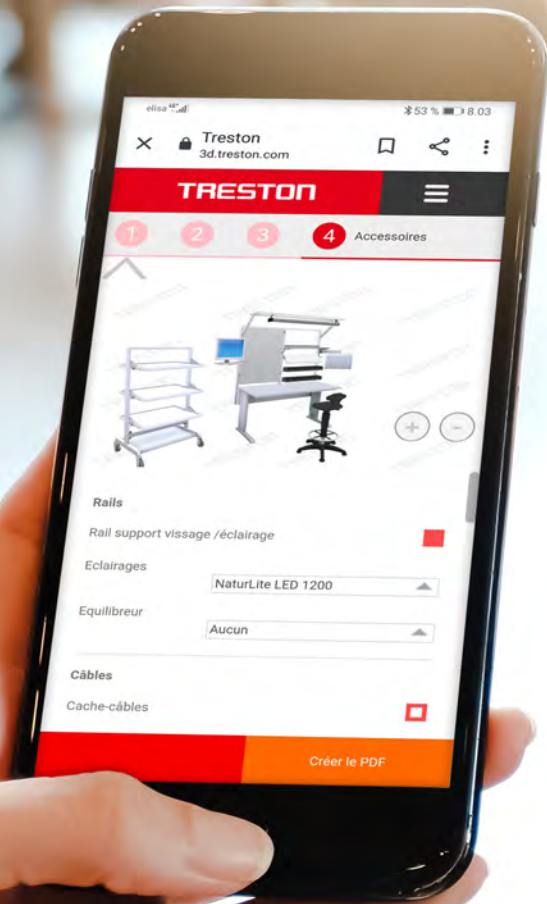 elisa 53 % 8.03
Treston
3d.treston.com
TRESTON
1 2 3 4 Accessoires
+ -
Rails
Rail support vissage /éclairage
Eclairages
NaturLite LED 1200
Equilibreur
Aucun
Câbles
Cache-câbles
Créer le PDF